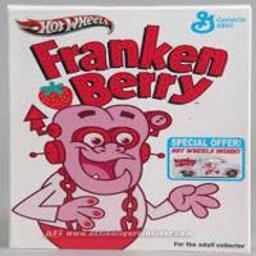 Hot Wheels
General Mills
Franken
Berry
SPECIAL OFFER!
HOT WHEELS INSIDE!
For the adult collector